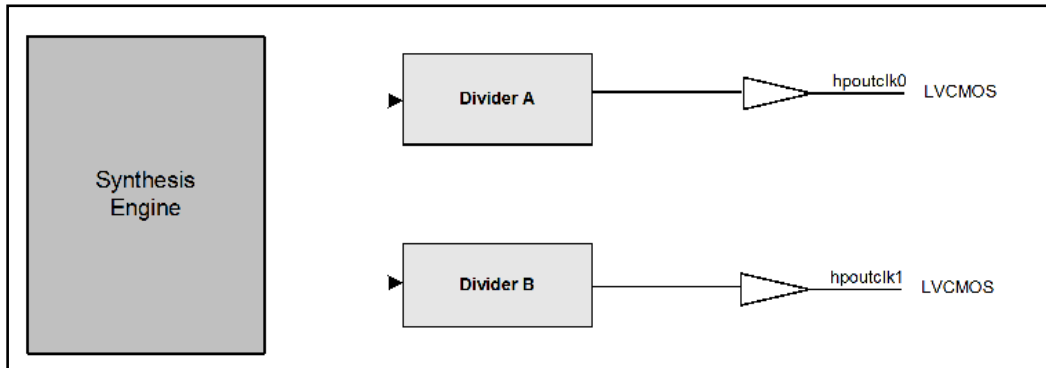 Synthesis
Engine
Divider A
hpoutclk0
LVCMOS
Divider B
hpoutclk1
LVCMOS